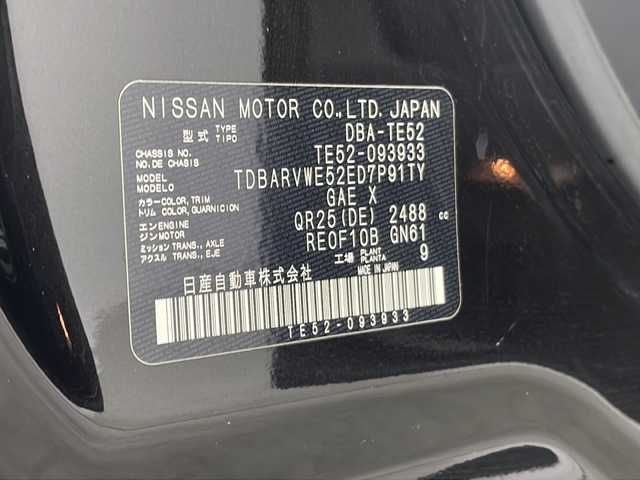 NISSAN MOTOR CO.,LTD. JAPAN
型式 TYPE TIPO DBA-TE52
CHASSIS NO. NO.DE CHASSIS TE52-093933
MODEL MODELO TDBARVWE52ED7P91TY
カラー COLOR, TRIM トリム COLOR, GUARNICION GAE X
エンジン ENGINE MOTOR QR25(DE) 2488 cc
ミッション TRANS., AXLE アクスル TRANS., EJE RE0F10B GN61
工場 PLANT PLANTA 9
日産自動車株式会社 MADE IN JAPAN
TE52-093933